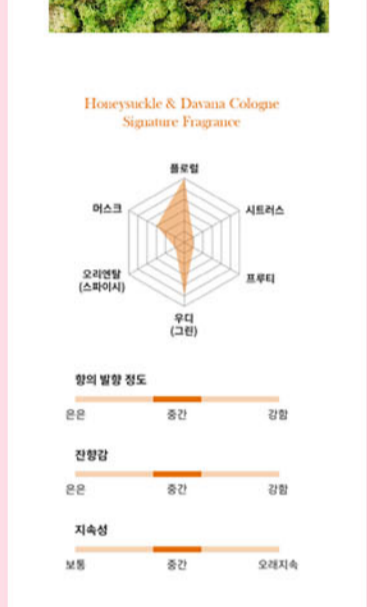 Honeysuckle & Davana Cologne
Signature Fragrance
플로럴
머스크
시트러스
오리엔탈
(스파이시)
프루티
우디
(그린)
향의 발향 정도
은은 중간 강함
잔향감
은은 중간 강함
지속성
보통 중간 오래지속